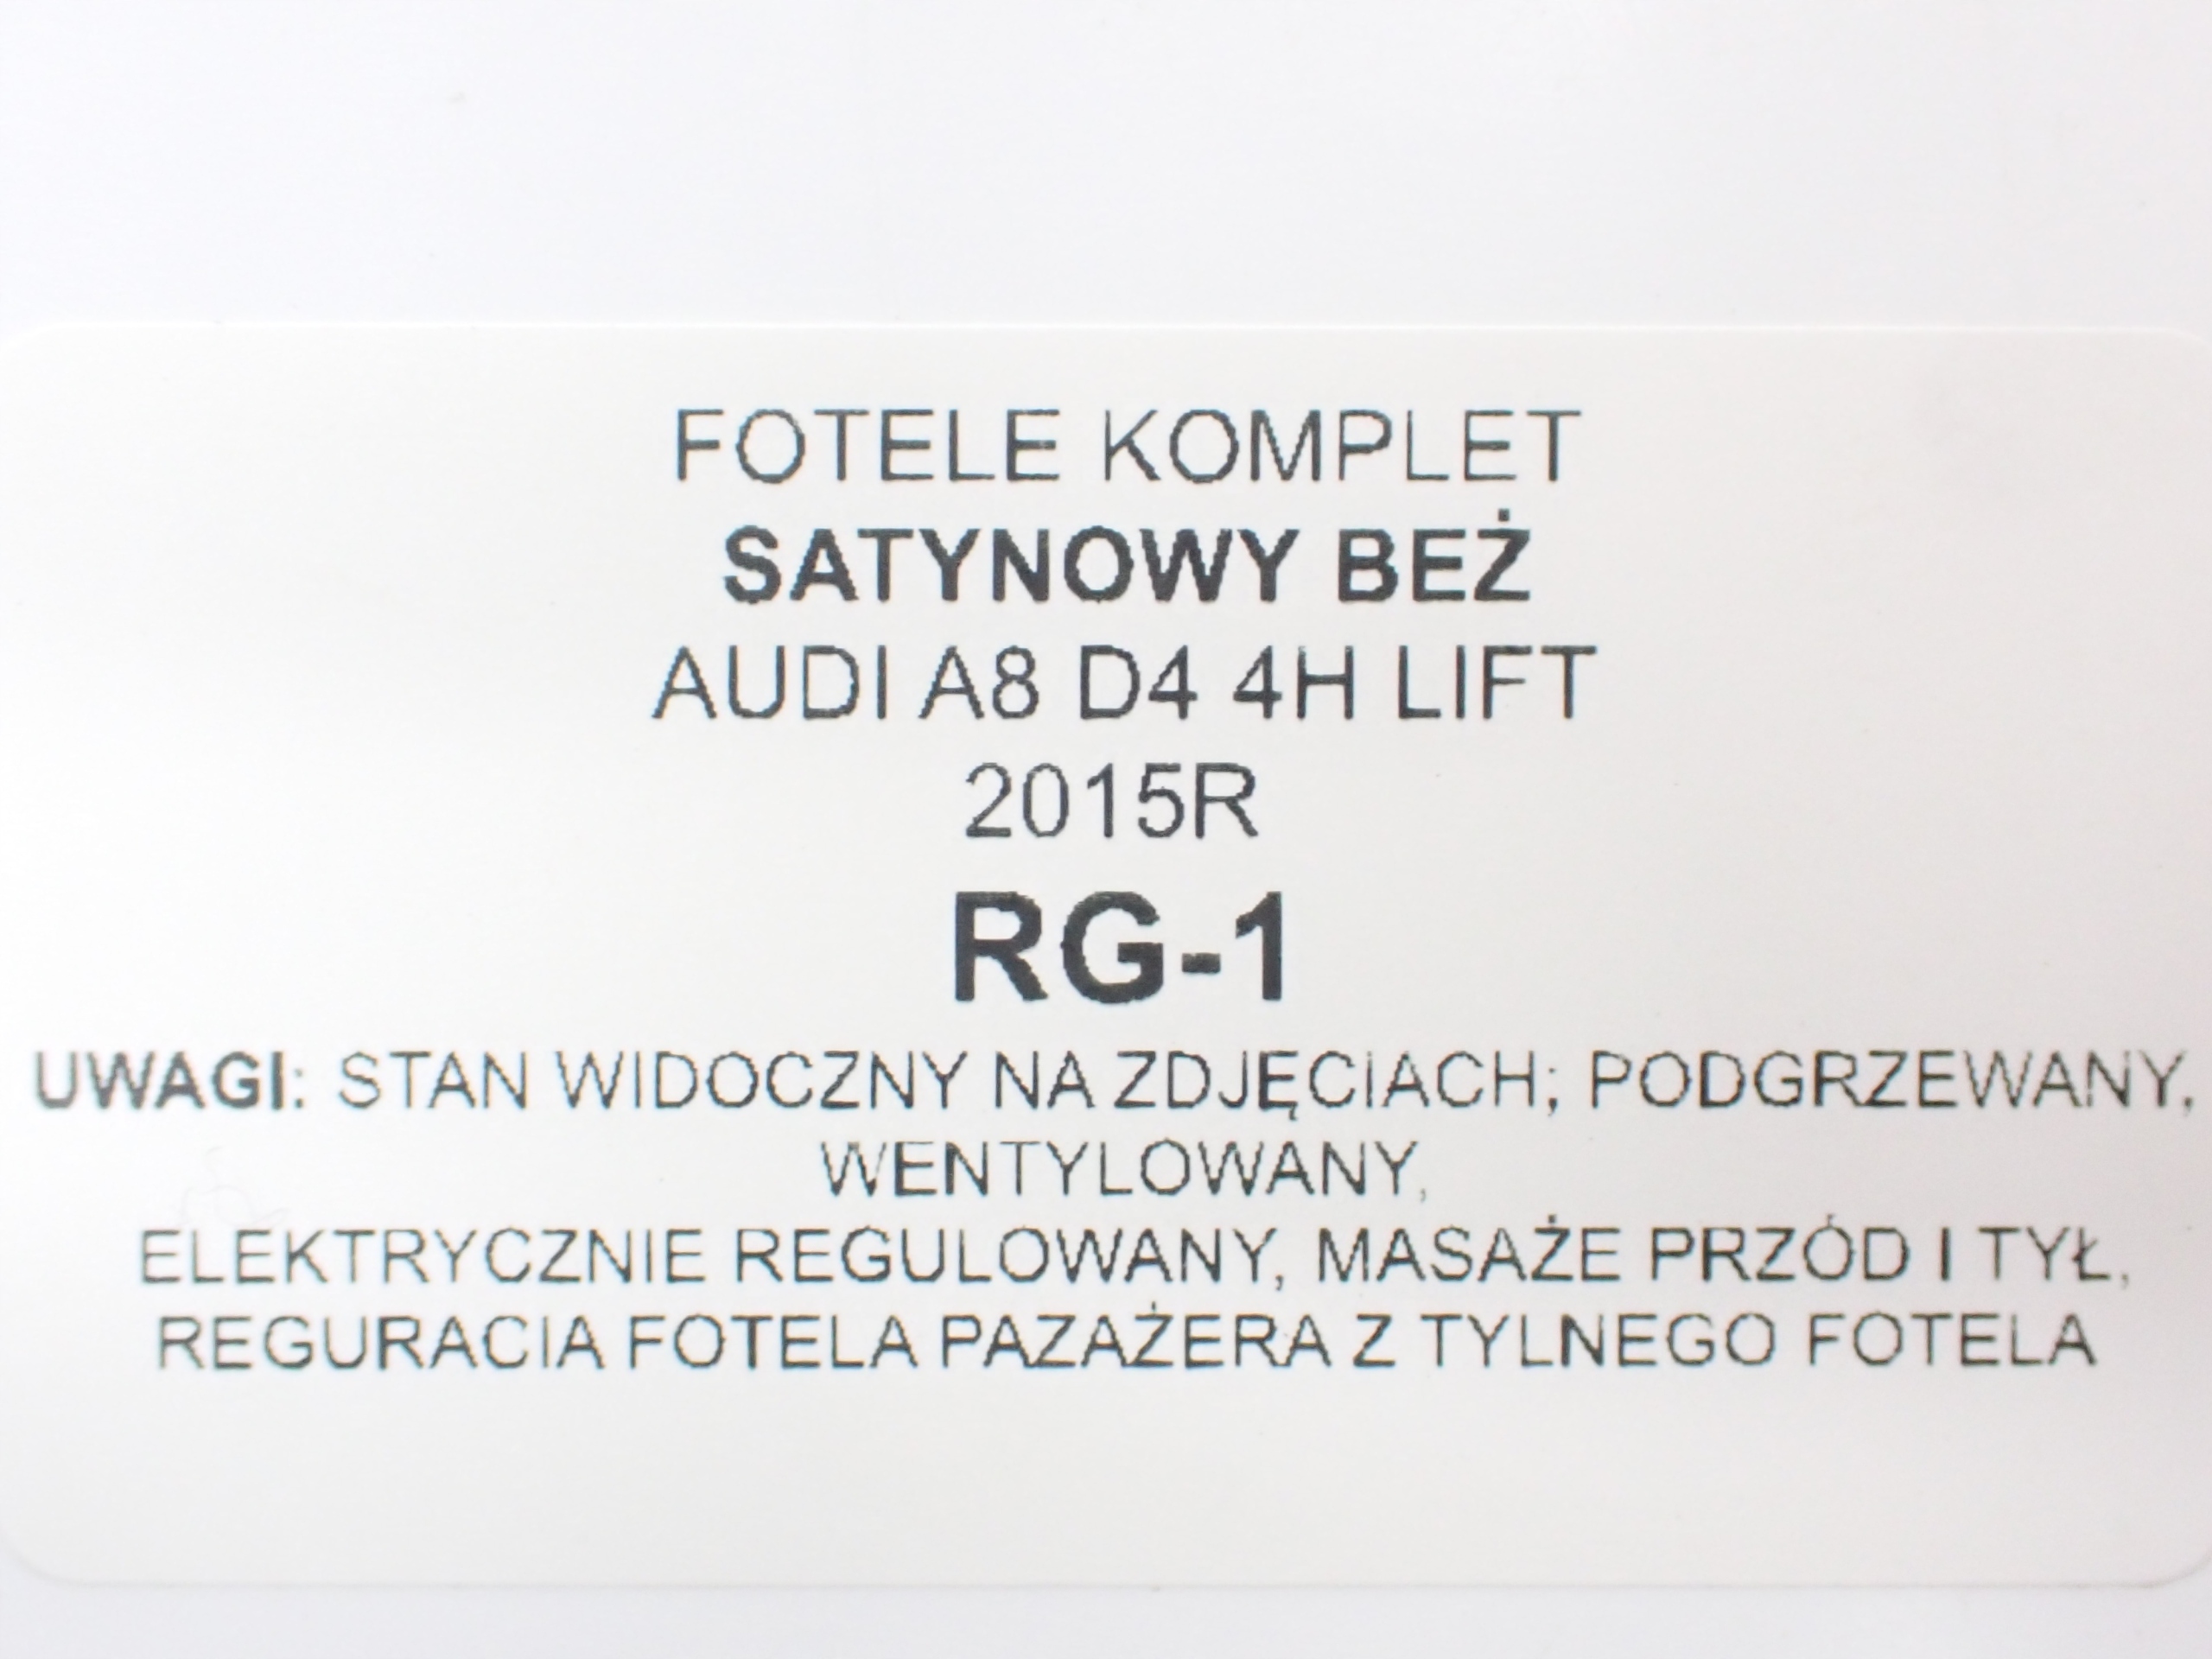 FOTELE KOMPLET
SATYNOWY BEŻ
AUDI A8 D4 4H LIFT
2015R
RG-1
UWAGI: STAN WIDOCZNY NA ZDJĘCIACH; PODGRZEWANY,
WENTYLOWANY,
ELEKTRYCZNIE REGULOWANY, MASAŻE PRZÓD I TYŁ,
REGURACIA FOTELA PAZAŻERA Z TYLNEGO FOTELA